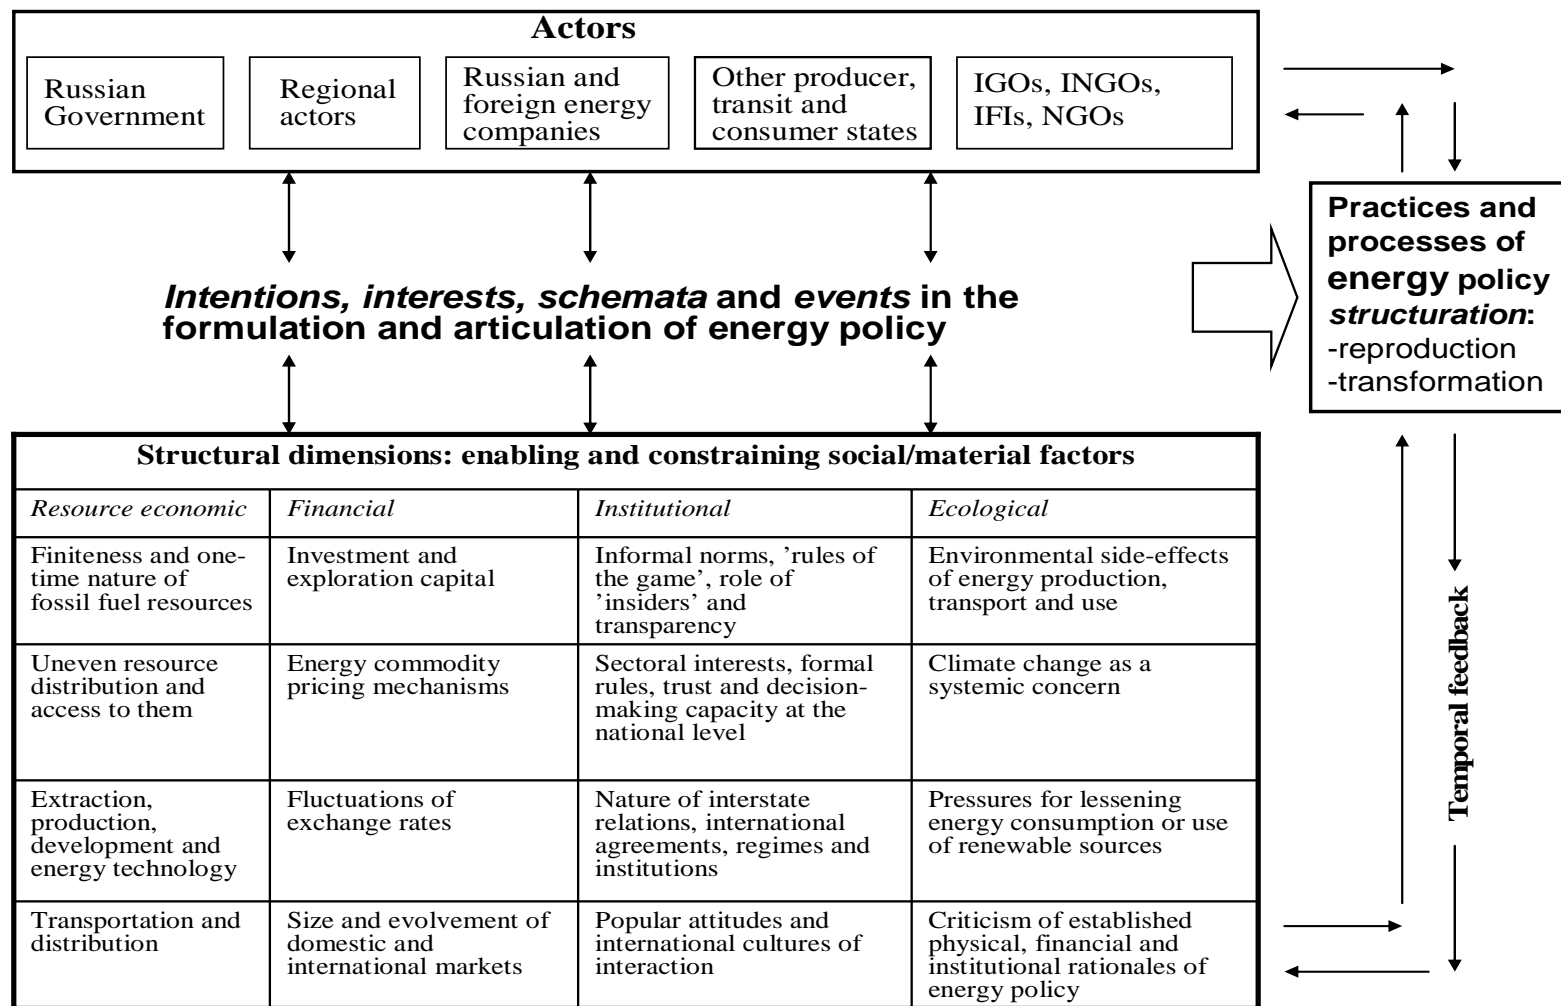 Actors
Russian
Government
Regional
actors
Russian and
foreign energy
companies
Other producer,
transit and
consumer states
IGOs, INGOs,
IFIs, NGOs
Intentions, interests, schemata and events in the
formulation and articulation of energy policy
Practices and
processes of
energy policy
structuration:
-reproduction
-transformation
Structural dimensions: enabling and constraining social/material factors
Resource economic
Financial
Institutional
Ecological
Finiteness and one-
time nature of
fossil fuel resources
Investment and
exploration capital
Informal norms, ’rules of
the game’, role of
’insiders’ and
transparency
Environmental side-effects
of energy production,
transport and use
Uneven resource
distribution and
access to them
Energy commodity
pricing mechanisms
Sectoral interests, formal
rules, trust and decision-
making capacity at the
national level
Climate change as a
systemic concern
Extraction,
production,
development and
energy technology
Fluctuations of
exchange rates
Nature of interstate
relations, international
agreements, regimes and
institutions
Pressures for lessening
energy consumption or use
of renewable sources
Transportation and
distribution
Size and evolvement of
domestic and
international markets
Popular attitudes and
international cultures of
interaction
Criticism of established
physical, financial and
institutional rationales of
energy policy
Temporal feedback